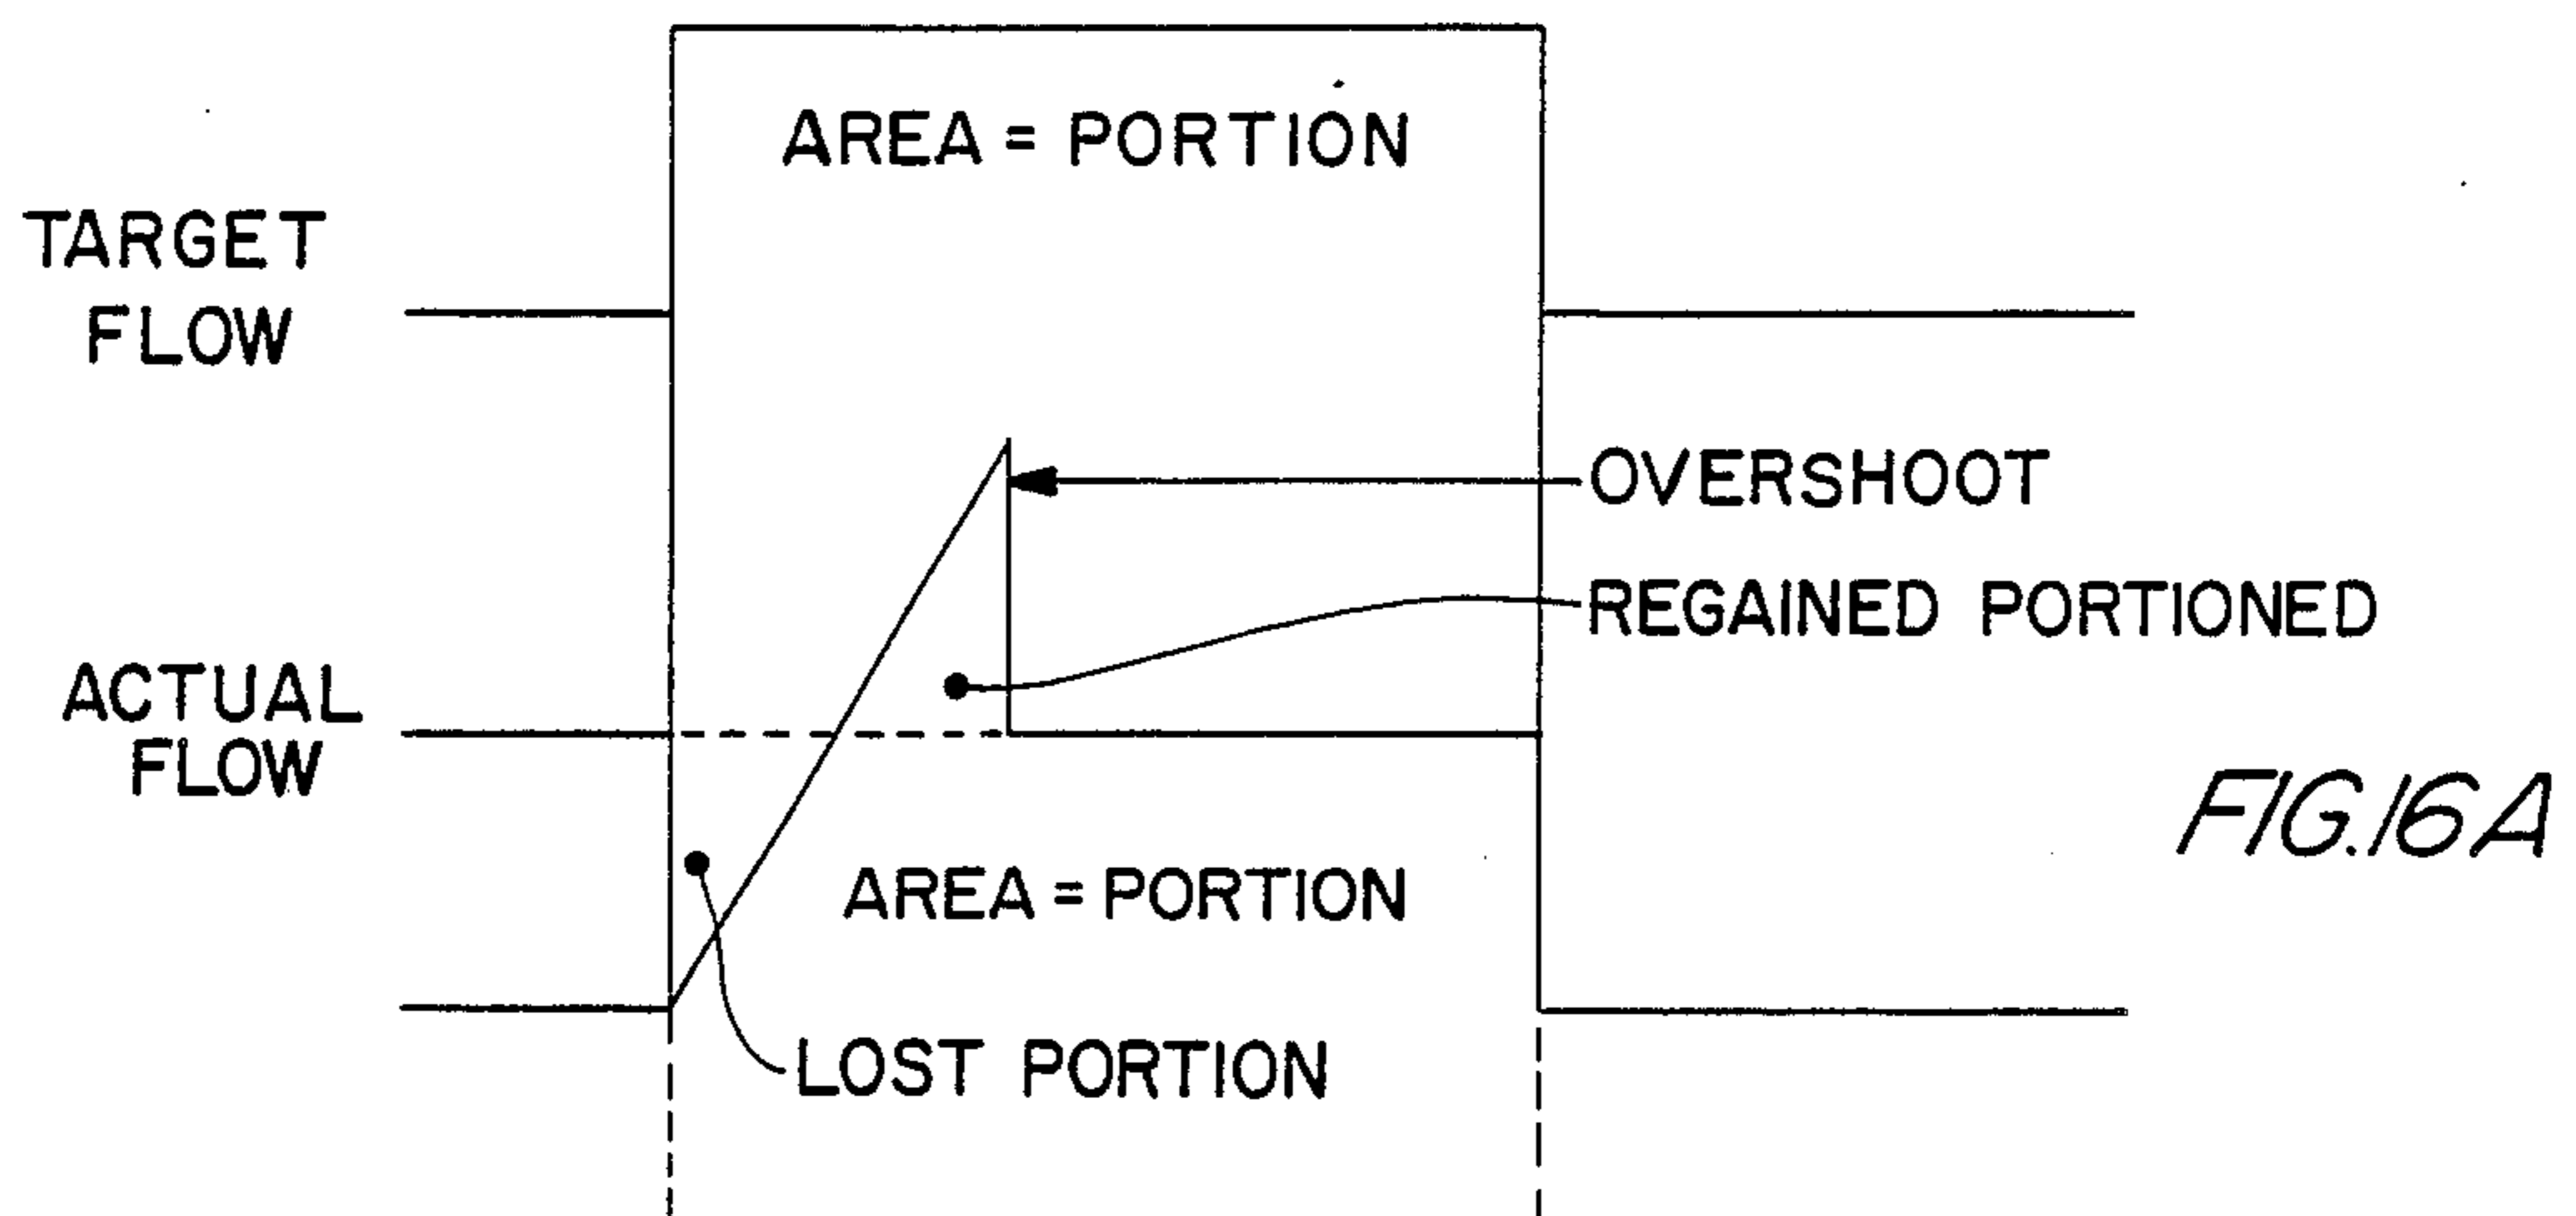 AREA = PORTION
TARGET
FLOW
OVERSHOOT
REGAINED PORTIONED
ACTUAL
FLOW
FIG. 16A
AREA = PORTION
LOST PORTION